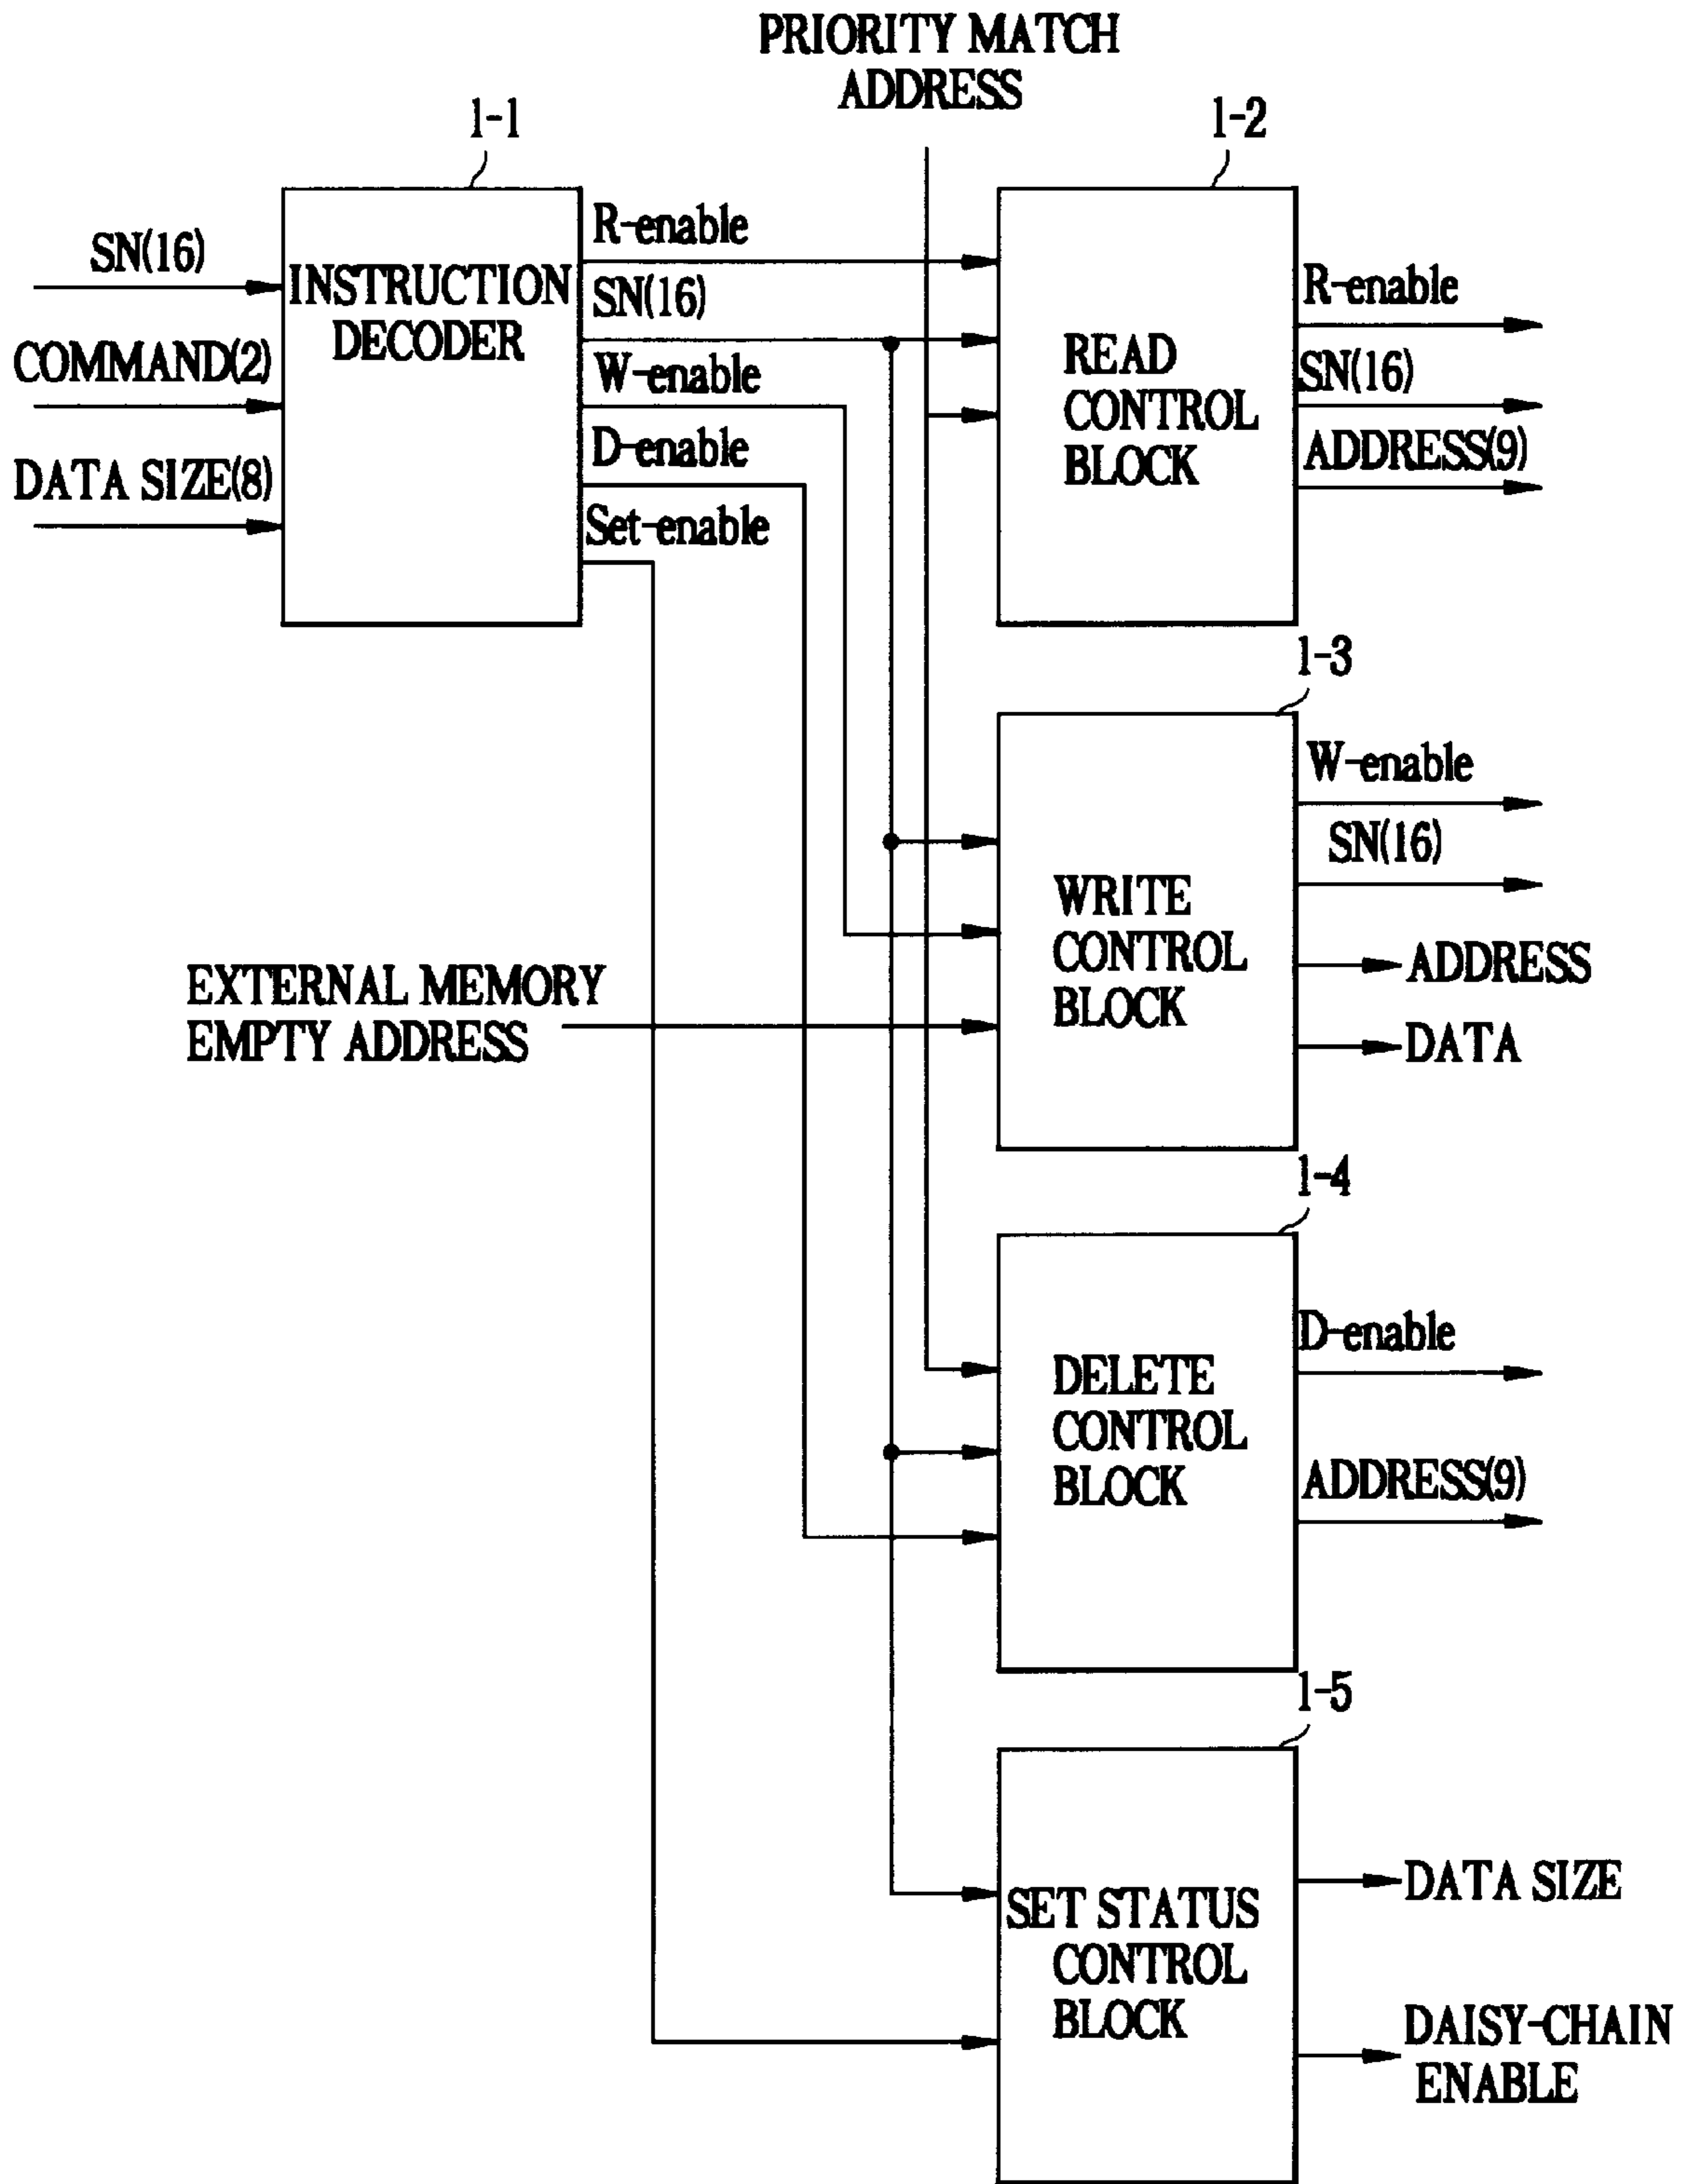 PRIORITY MATCH
ADDRESS
1-1
1-2
SN(16)
COMMAND(2)
DATA SIZE(8)
INSTRUCTION
DECODER
R-enable
SN(16)
W-enable
D-enable
Set-enable
READ
CONTROL
BLOCK
R-enable
SN(16)
ADDRESS(9)
1-3
EXTERNAL MEMORY
EMPTY ADDRESS
WRITE
CONTROL
BLOCK
W-enable
SN(16)
ADDRESS
DATA
1-4
DELETE
CONTROL
BLOCK
D-enable
ADDRESS(9)
1-5
SET STATUS
CONTROL
BLOCK
DATA SIZE
DAISY-CHAIN
ENABLE